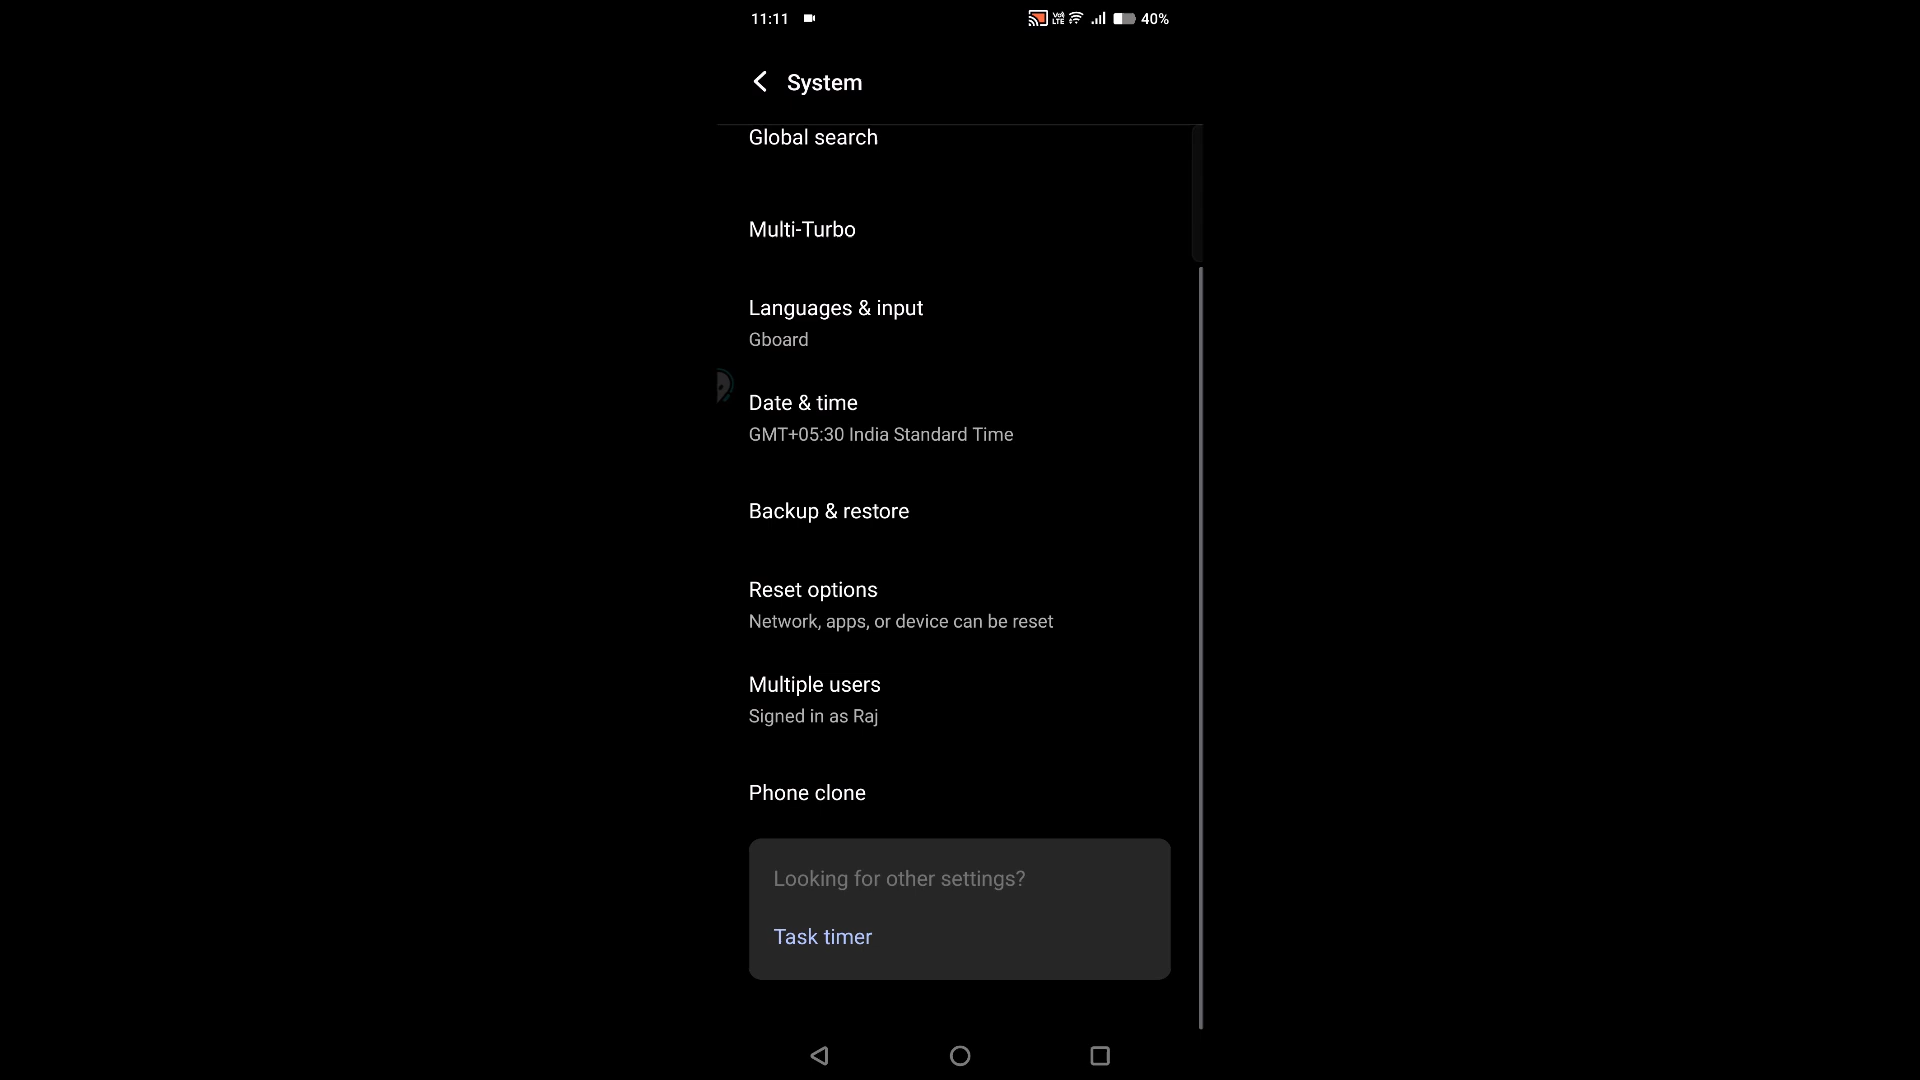 11:11
Vo) LTE 40%
System
Global search
Multi-Turbo
Languages & input
Gboard
Date & time
GMT+05:30 India Standard Time
Backup & restore
Reset options
Network, apps, or device can be reset
Multiple users
Signed in as Raj
Phone clone
Looking for other settings?
Task timer